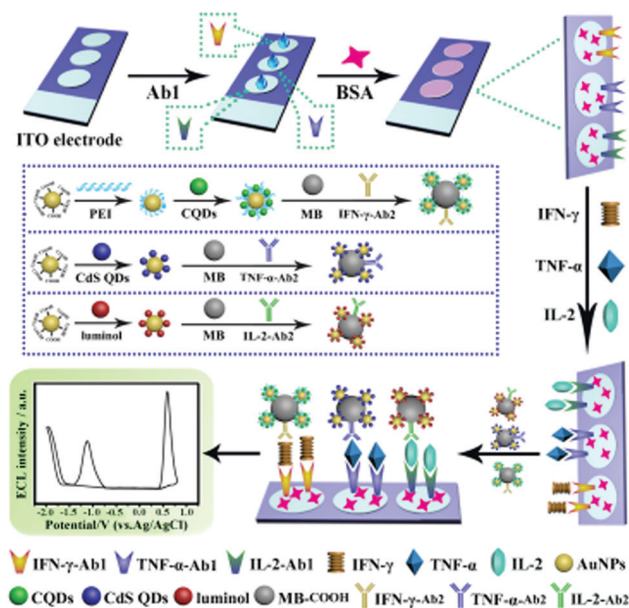 Ab1
BSA
ITO electrode
COOH
PEI
CQDs
MB
IFN-γ-Ab2
CdS QDs
MB
TNF-α-Ab2
COOH
luminol
MB
IL-2-Ab2
IFN-γ
TNF-α
IL-2
ECL intensity / a.u.
-2.0 -1.5 -1.0 -0.5 0.0 0.5 1.0
Potential/V (vs.Ag/AgCl)
IFN-γ-Ab1 TNF-α-Ab1 IL-2-Ab1 IFN-γ TNF-α IL-2 AuNPs
CQDs CdS QDs luminol MB-COOH IFN-γ-Ab2 TNF-α-Ab2 IL-2-Ab2